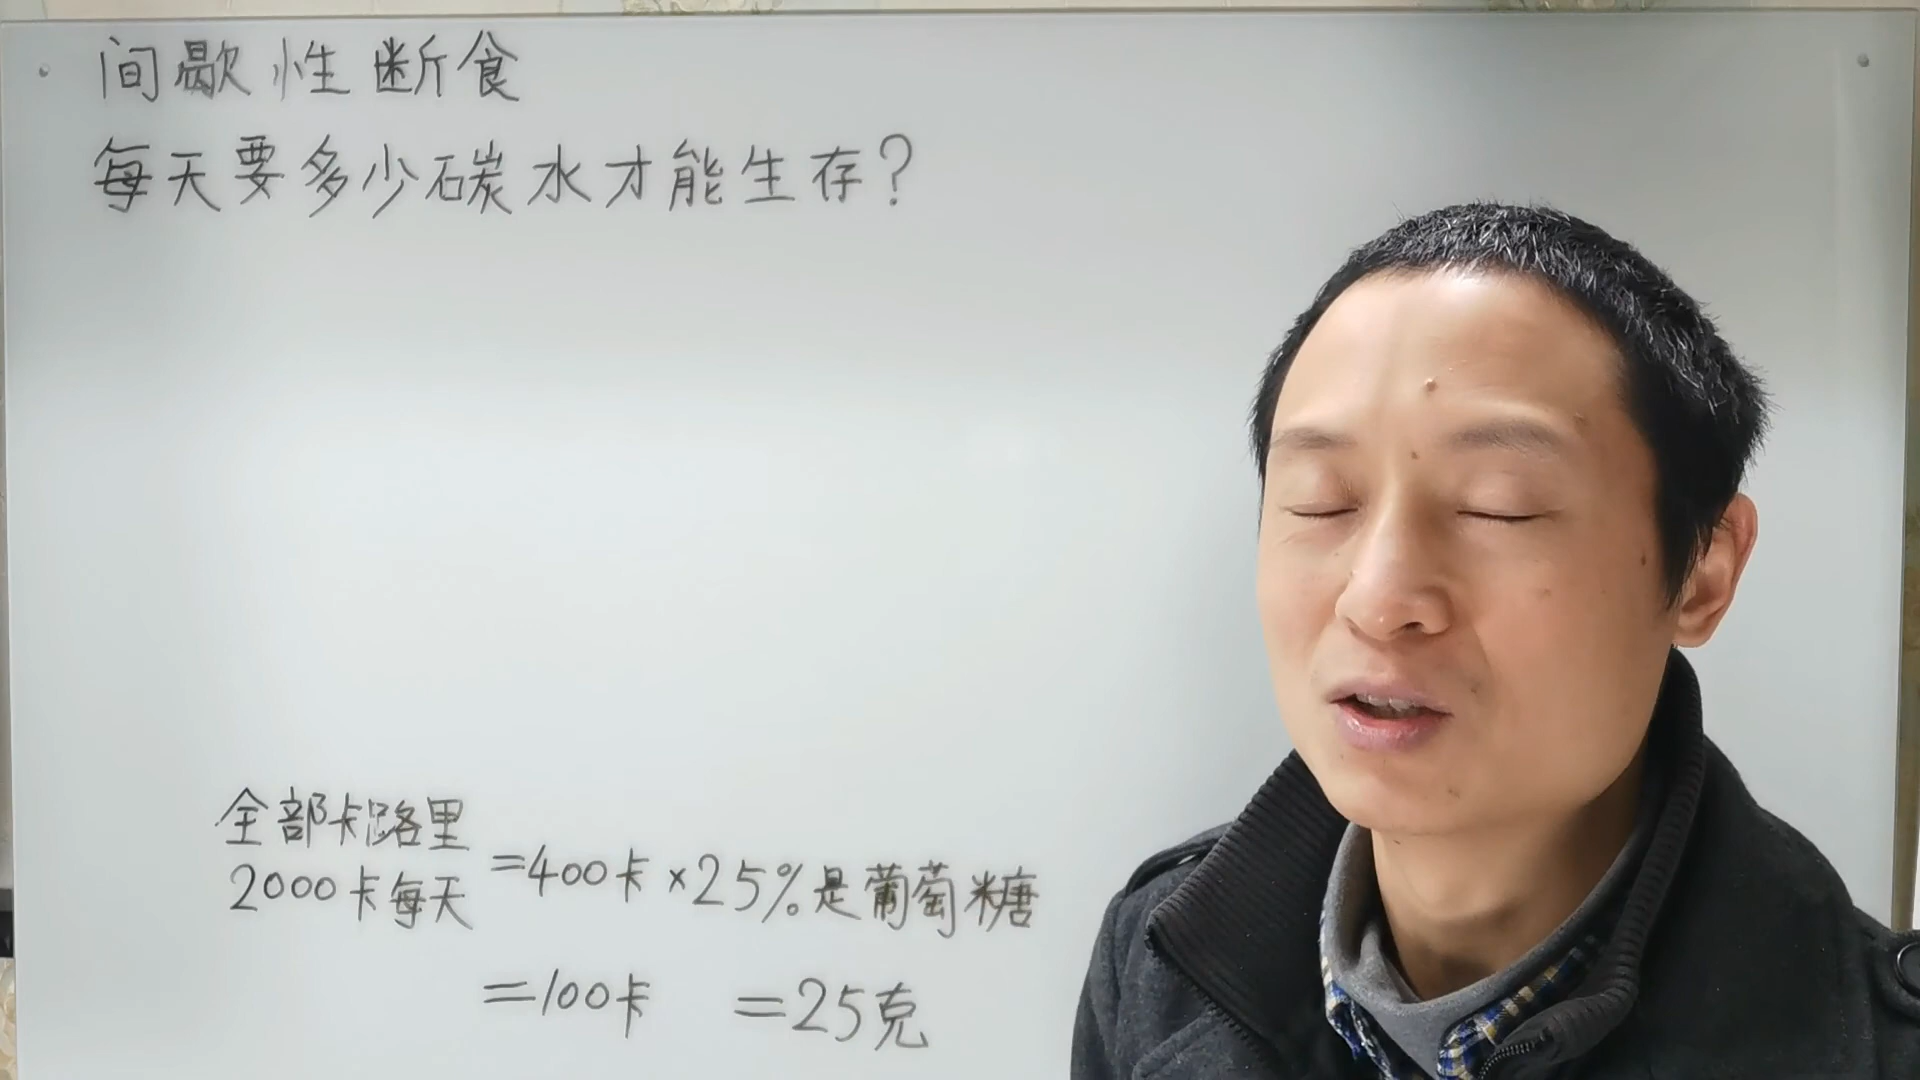 间歇性断食
每天要多少碳水才能生存?
全部卡路里
2000卡每天 =400卡×25%是葡萄糖
=100卡 =25克